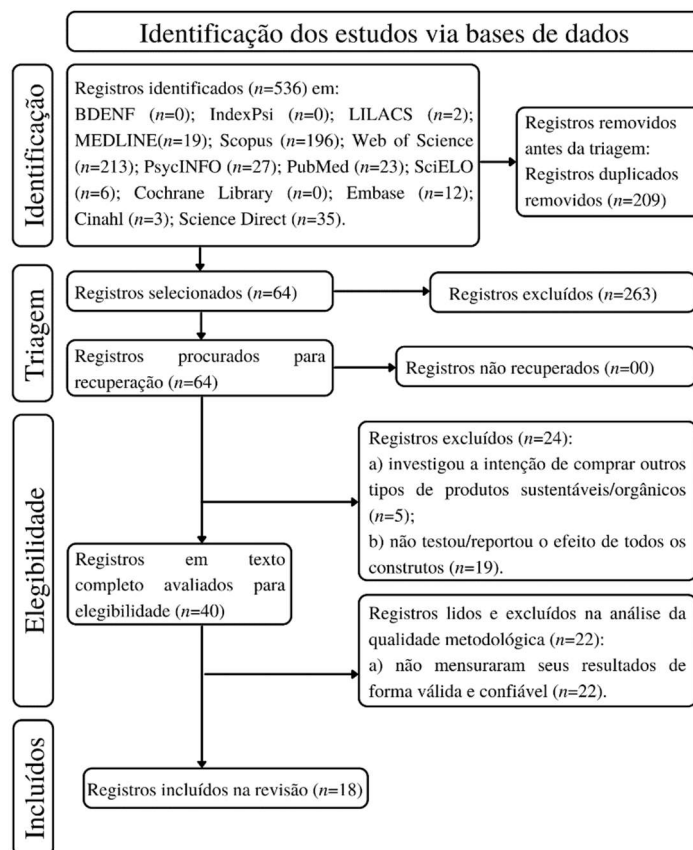 Identificação dos estudos via bases de dados
Identificação
Registros identificados (n=536) em:
BDENF (n=0); IndexPsi (n=0); LILACS (n=2);
MEDLINE(n=19); Scopus (n=196); Web of Science
(n=213); PsycINFO (n=27); PubMed (n=23); SciELO
(n=6); Cochrane Library (n=0); Embase (n=12);
Cinahl (n=3); Science Direct (n=35).
Registros removidos
antes da triagem:
Registros duplicados
removidos (n=209)
Triagem
Registros selecionados (n=64)
Registros excluídos (n=263)
Registros procurados para
recuperação (n=64)
Registros não recuperados (n=00)
Elegibilidade
Registros excluídos (n=24):
a) investigou a intenção de comprar outros
tipos de produtos sustentáveis/orgânicos
(n=5);
b) não testou/reportou o efeito de todos os
construtos (n=19).
Registros em texto
completo avaliados para
elegibilidade (n=40)
Registros lidos e excluídos na análise da
qualidade metodológica (n=22):
a) não mensuraram seus resultados de
forma válida e confiável (n=22).
Incluídos
Registros incluídos na revisão (n=18)